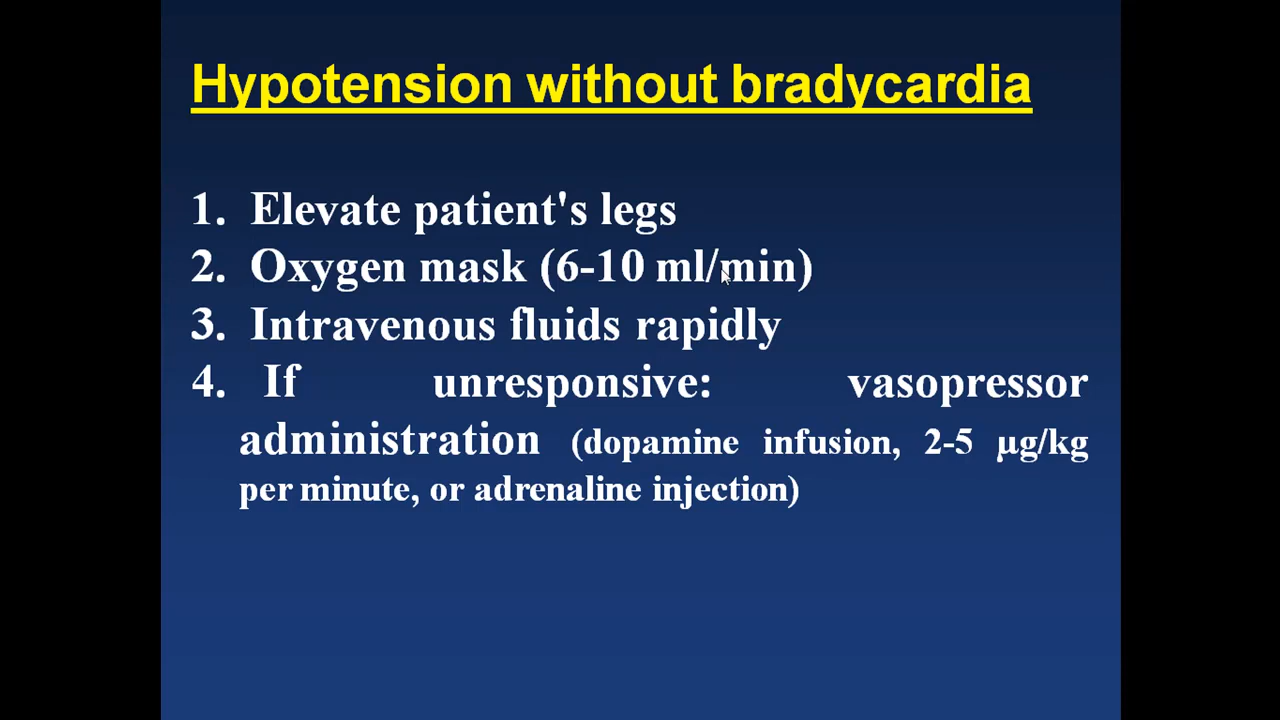 Hypotension without bradycardia
1. Elevate patient's legs
2. Oxygen mask (6-10 ml/min)
3. Intravenous fluids rapidly
4. If unresponsive: vasopressor
administration (dopamine infusion, 2-5 µg/kg
per minute, or adrenaline injection)